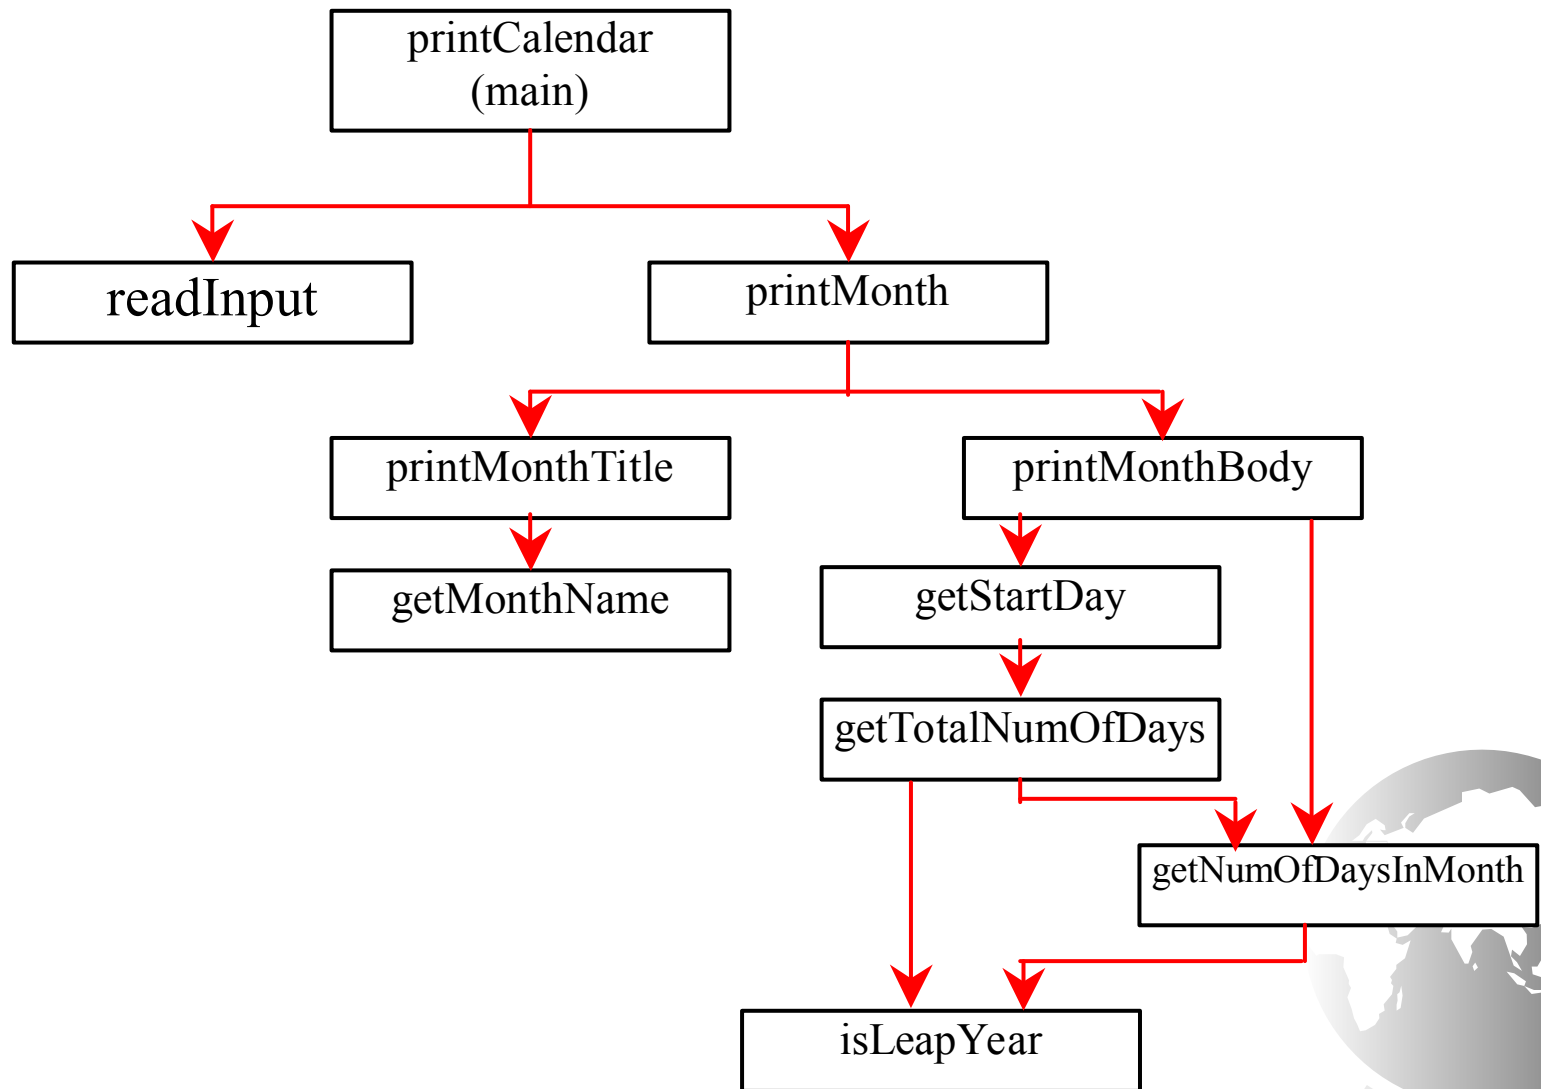 printCalendar
(main)
readInput
printMonth
printMonthTitle
printMonthBody
getMonthName
getStartDay
getTotalNumOfDays
getNumOfDaysInMonth
isLeapYear